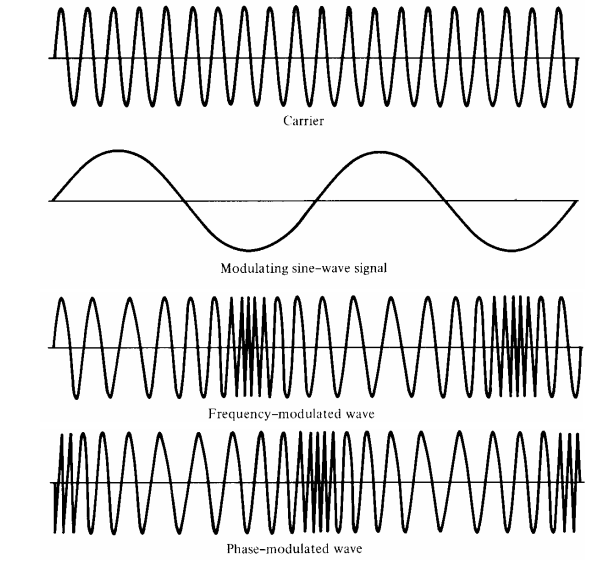 Carrier
Modulating sine-wave signal
Frequency-modulated wave
Phase-modulated wave